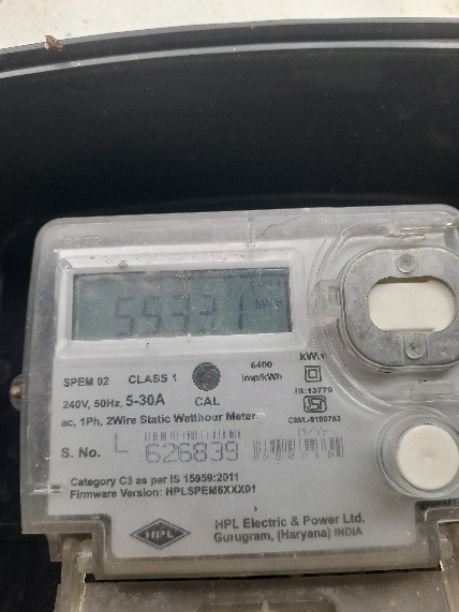 kWh
SPEM 02 CLASS 1 6400 imp/kWh
240V, 50Hz, 5-30A CAL
IS:13779
ac, 1Ph, 2Wire Static Watthour Meter
S. No. L 626839
Category C3 as per IS 15959:2011
Firmware Version: HPLSPEM6XXX01
HPL HPL Electric & Power Ltd.
Gurugram, (Haryana) INDIA